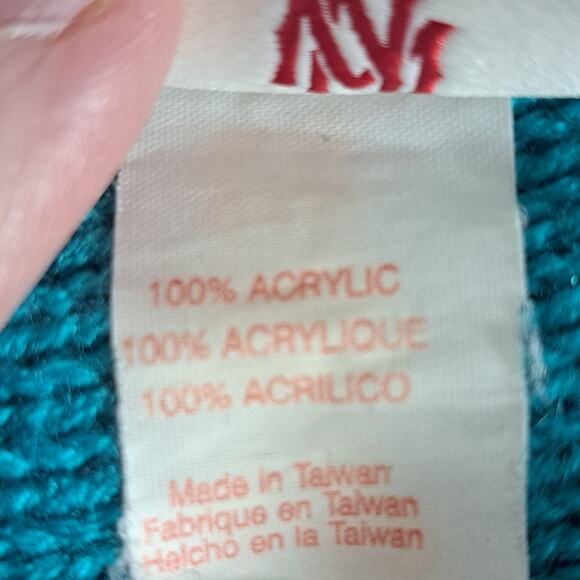 100% ACRYLIC
100% ACRYLIQUE
100% ACRILICO
Made in Taiwan
Fabrique en Taiwan
Helcho en la Taiwan